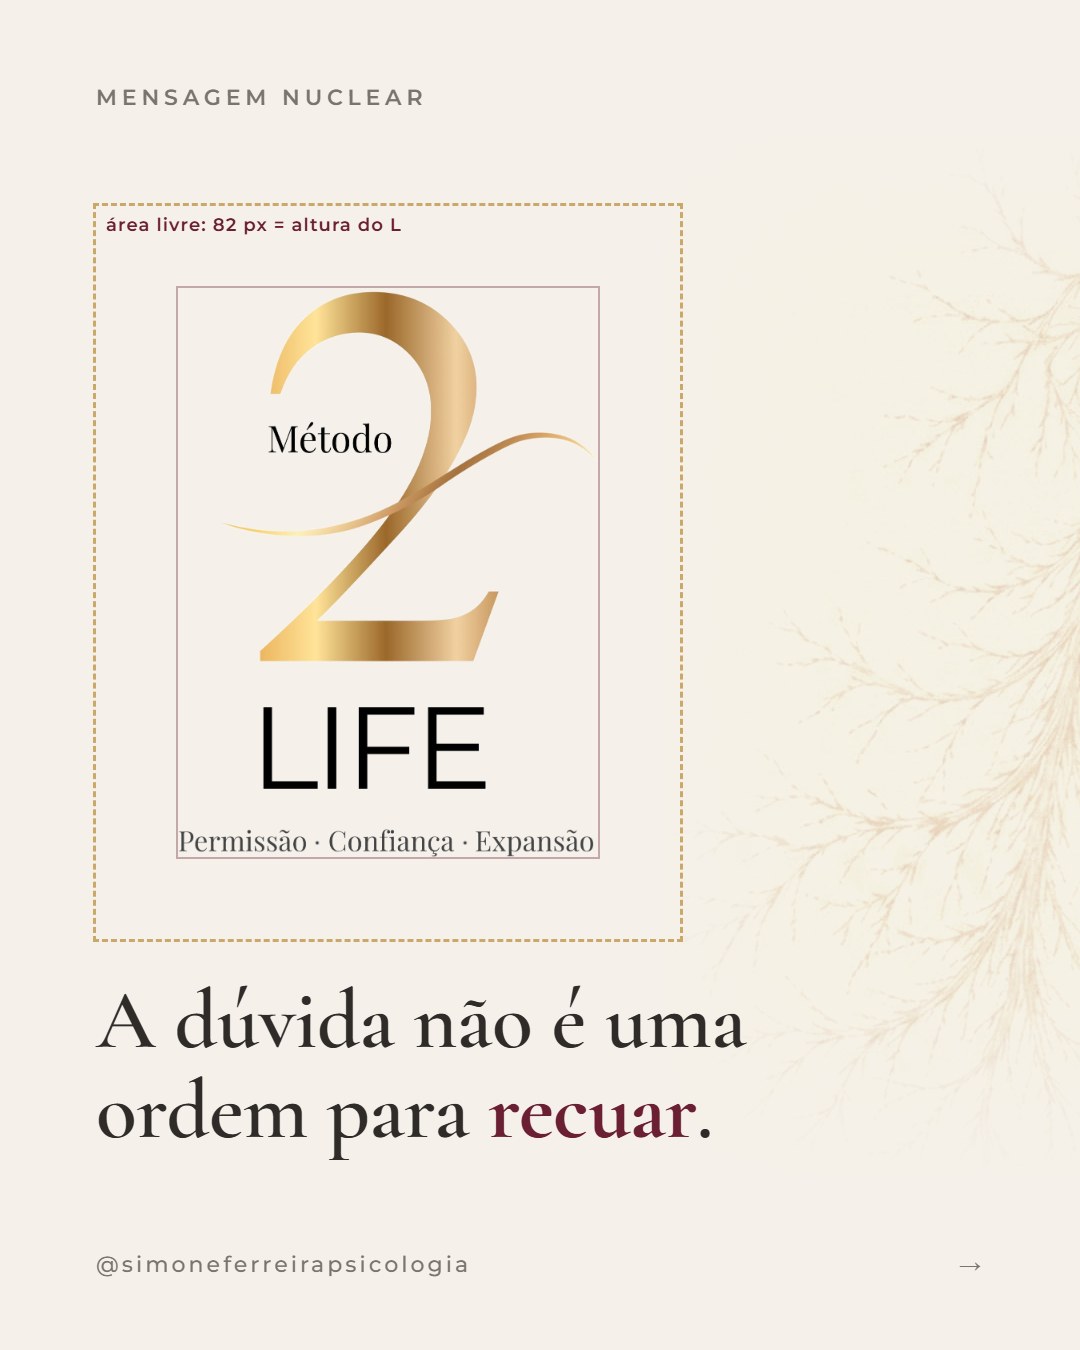 MENSAGEM NUCLEAR
área livre: 82 px = altura do L
2
Método
LIFE
Permissão · Confiança · Expansão
A dúvida não é uma
ordem para recuar.
@simoneferreirapsicologia
→